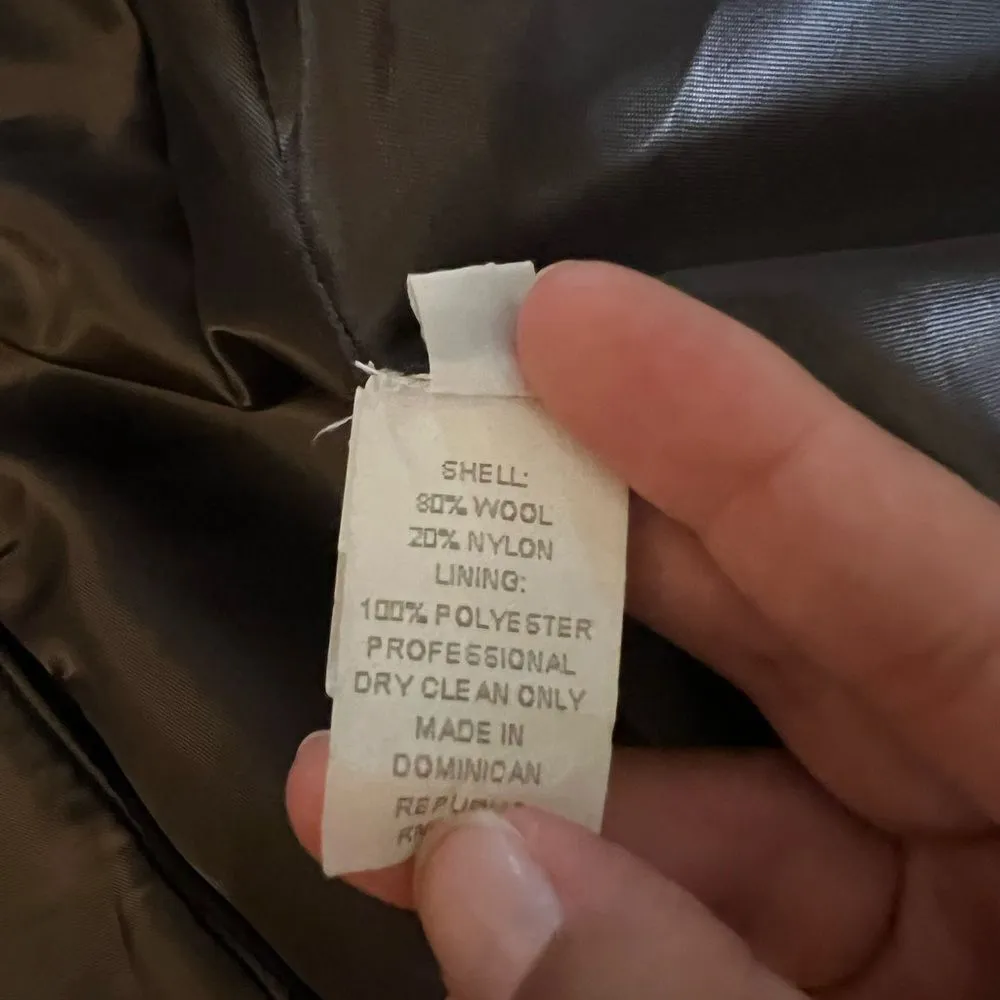 SHELL:
80% WOOL
20% NYLON
LINING:
100% POLYESTER
PROFESSIONAL
DRY CLEAN ONLY
MADE IN
DOMINICAN